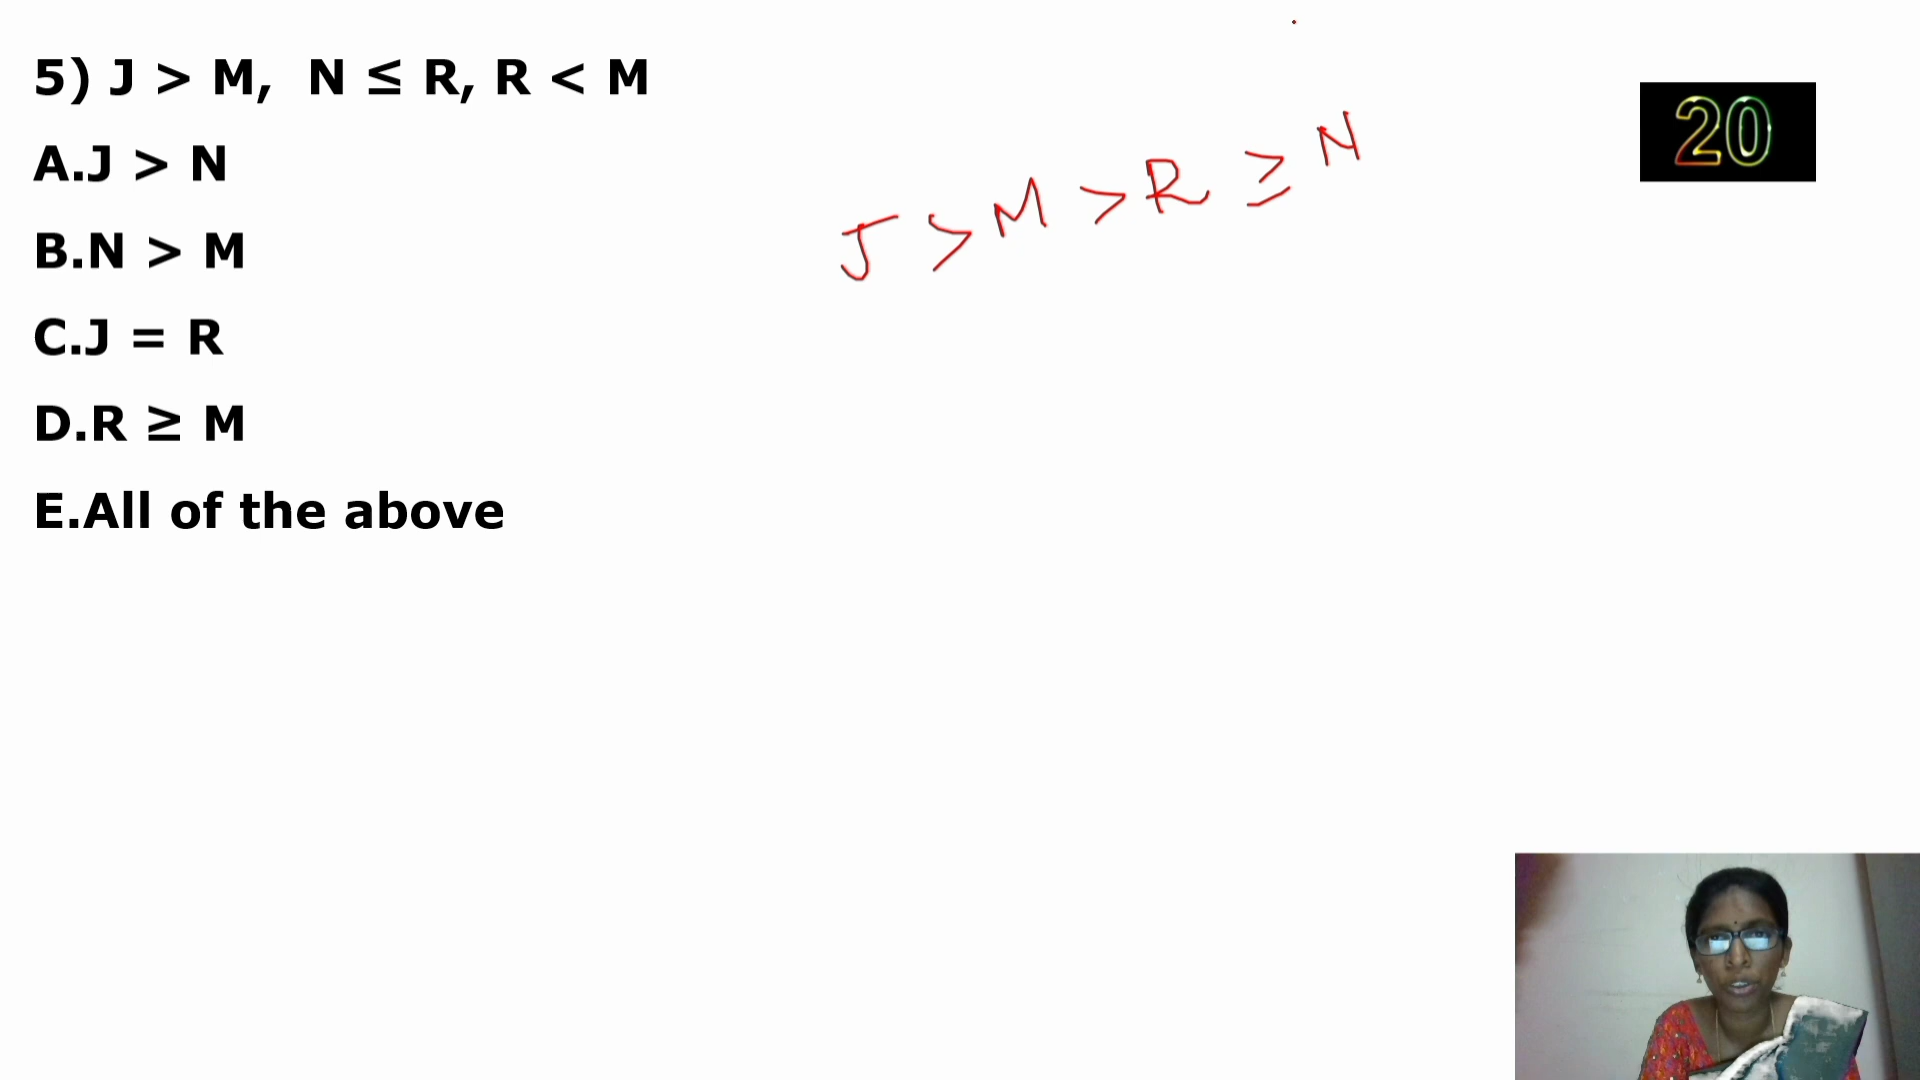 5) J > M,  N ≤ R, R < M
A.J > N
B.N > M
C.J = R
D.R ≥ M
E.All of the above
J > M > R ≥ N
20